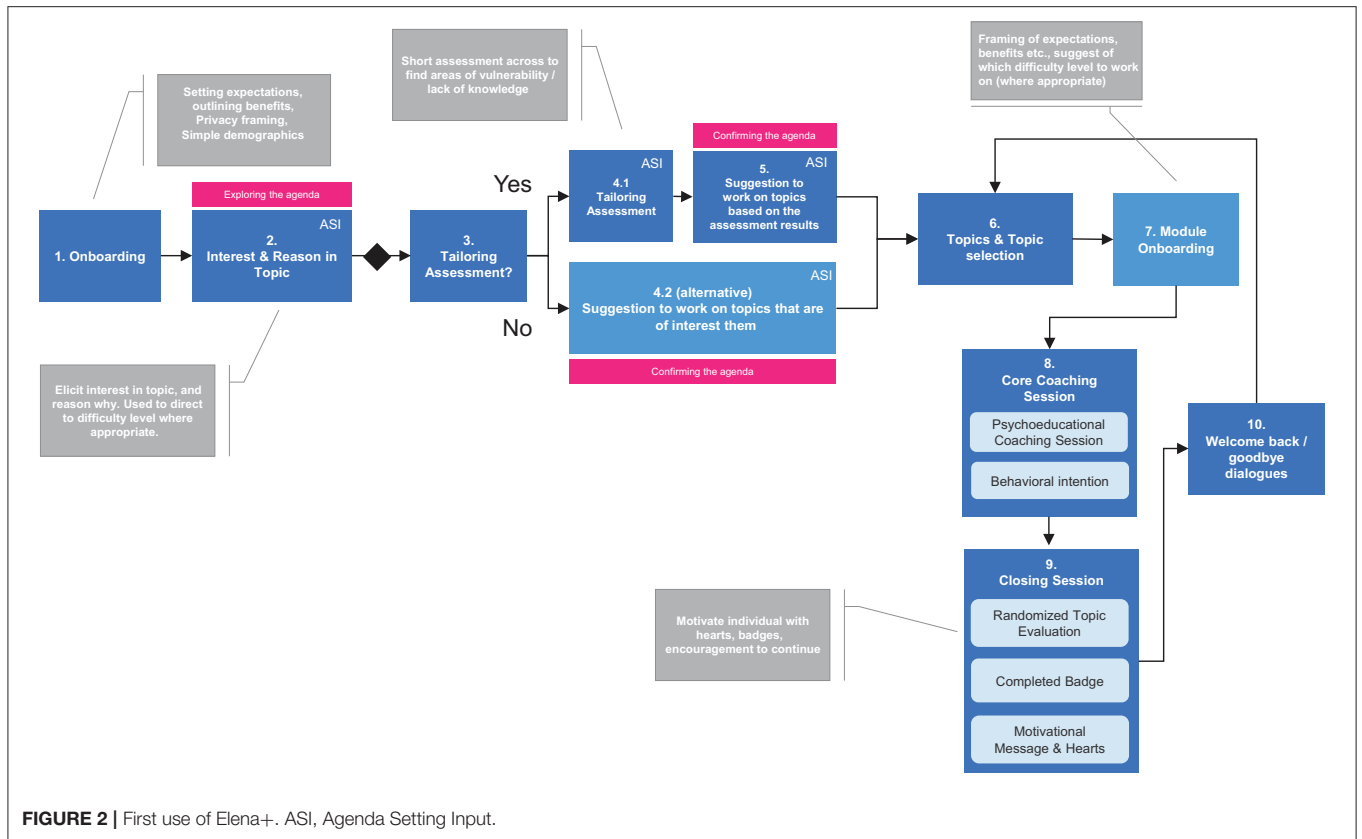 Setting expectations,
outlining benefits,
Privacy framing,
Simple demographics
Short assessment across to
find areas of vulnerability /
lack of knowledge
Framing of expectations,
benefits etc., suggest of
which difficulty level to work
on (where appropriate)
1. Onboarding
Exploring the agenda
ASI
2.
Interest & Reason in
Topic
3.
Tailoring
Assessment?
Yes
No
ASI
4.1
Tailoring
Assessment
Confirming the agenda
ASI
5.
Suggestion to
work on topics
based on the
assessment results
ASI
4.2 (alternative)
Suggestion to work on topics that are
of interest them
Confirming the agenda
6.
Topics & Topic
selection
7. Module
Onboarding
Elicit interest in topic, and
reason why. Used to direct
to difficulty level where
appropriate.
8.
Core Coaching
Session
Psychoeducational
Coaching Session
Behavioral intention
10.
Welcome back /
goodbye
dialogues
Motivate individual with
hearts, badges,
encouragement to continue
9.
Closing Session
Randomized Topic
Evaluation
Completed Badge
Motivational
Message & Hearts
FIGURE 2 | First use of Elena+. ASI, Agenda Setting Input.